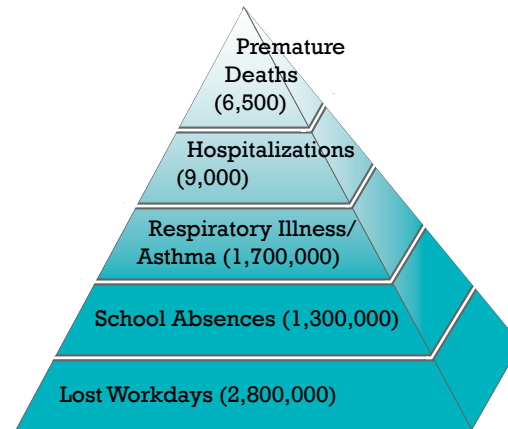 Premature
Deaths
(6,500)
Hospitalizations
(9,000)
Respiratory Illness/
Asthma (1,700,000)
School Absences (1,300,000)
Lost Workdays (2,800,000)